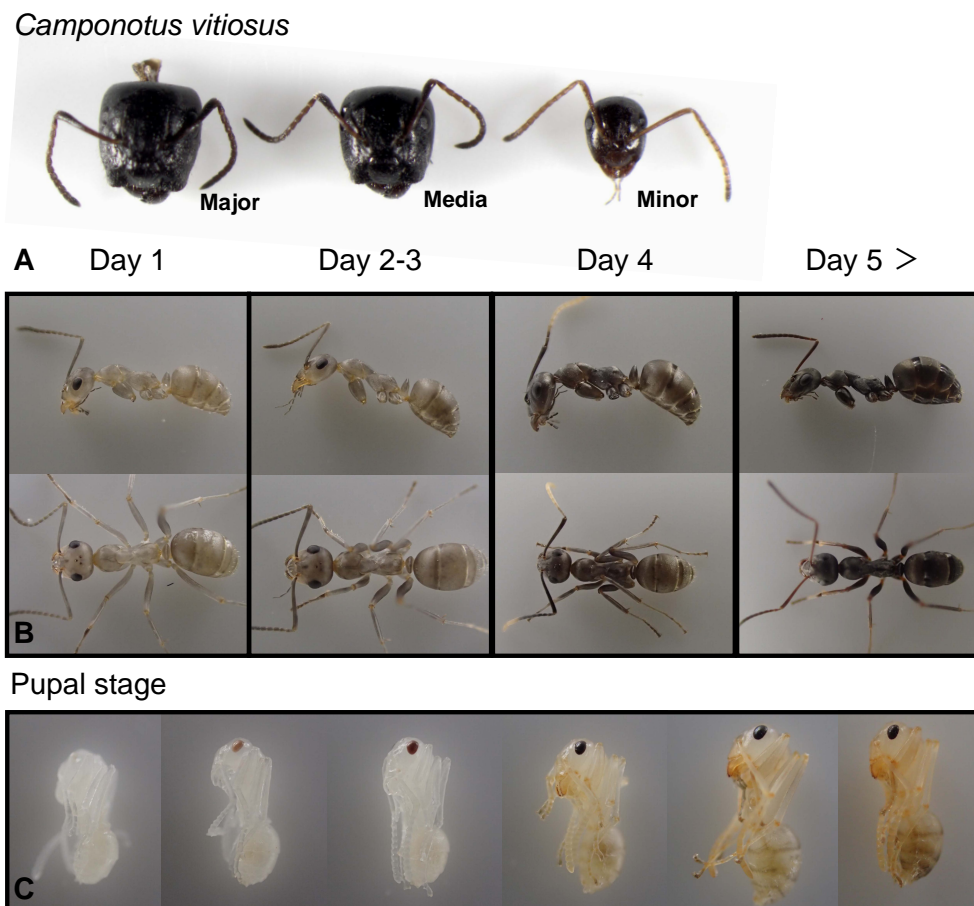 Camponotus vitiosus
Major
Media
Minor
A
Day 1
Day 2-3
Day 4
Day 5 >
B
Pupal stage
C